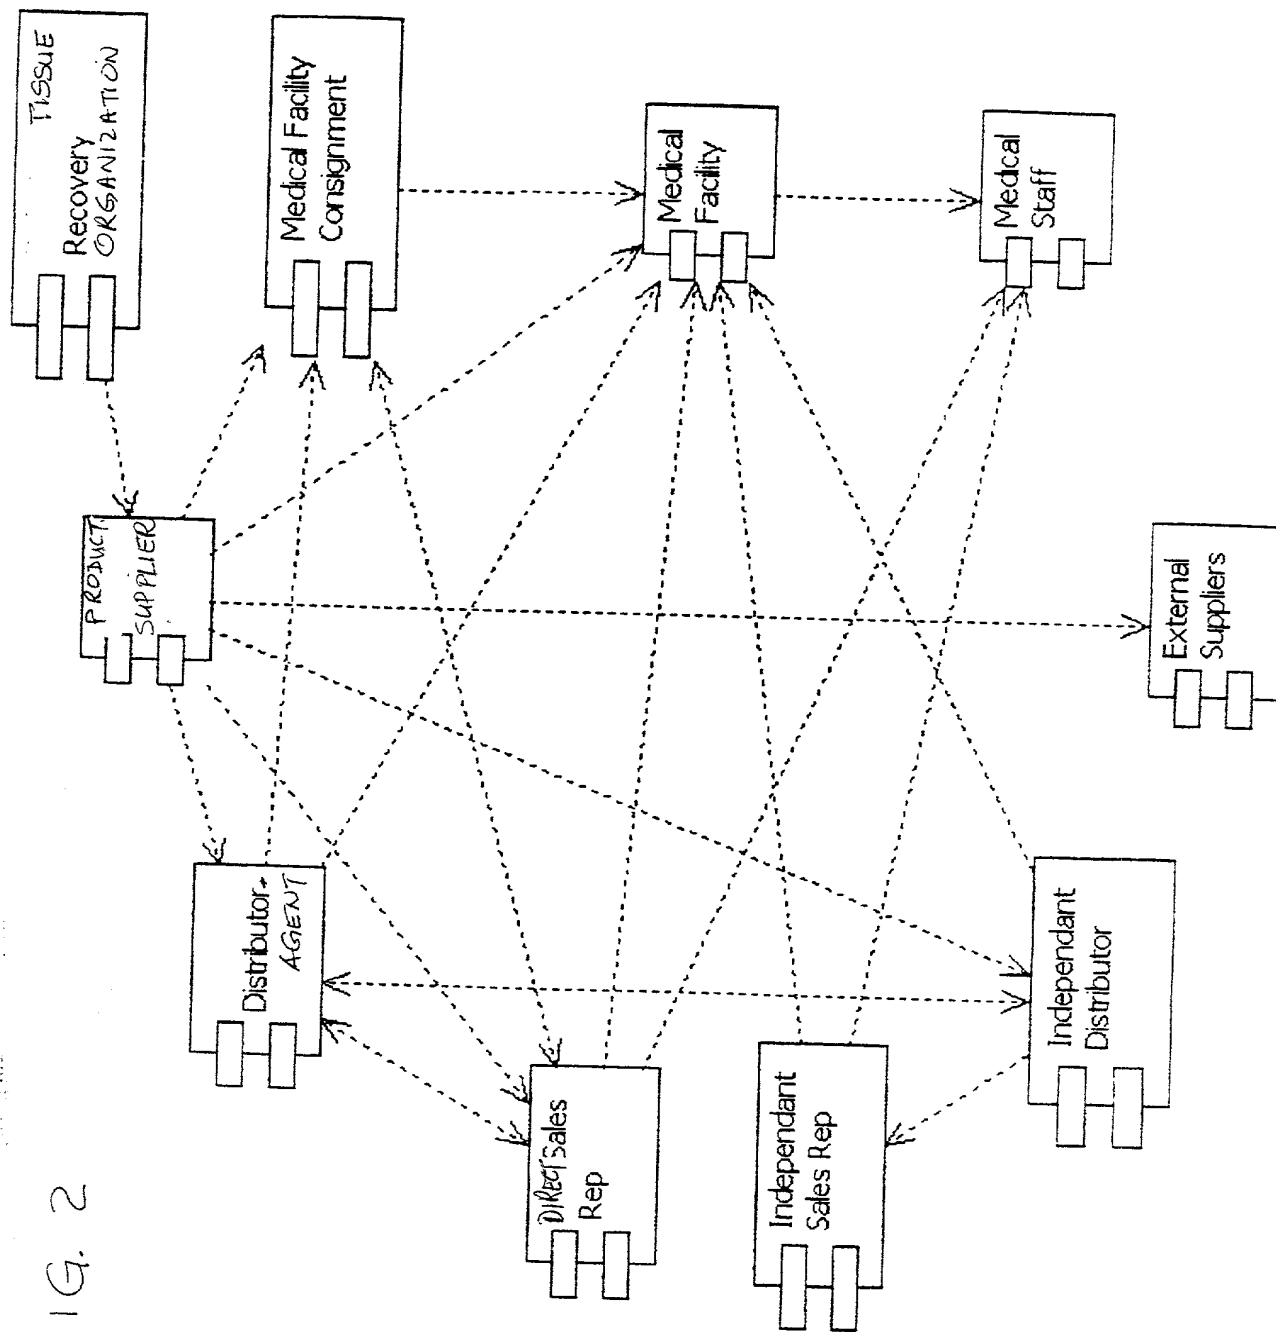 IG. 2
TISSUE
Recovery
ORGANIZATION
Medical Facility
Consignment
Medical
Facility
Medical
Staff
PRODUCT
SUPPLIER
External
Suppliers
Distributor
AGENT
DIRECT Sales
Rep
Independant
Sales Rep
Independant
Distributor